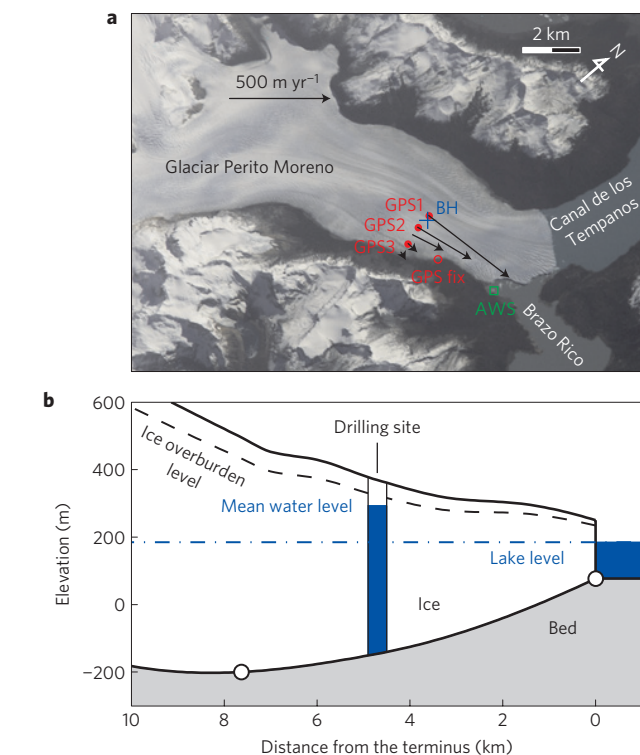 a
2 km
N
500 m yr⁻¹
Glaciar Perito Moreno
GPS1
BH
GPS2
GPS3
GPS fix
AWS
Canal de los
Tempanos
Brazo Rico
b
600
400
200
0
−200
Elevation (m)
Drilling site
Ice overburden
level
Mean water level
Lake level
Ice
Bed
10
8
6
4
2
0
Distance from the terminus (km)